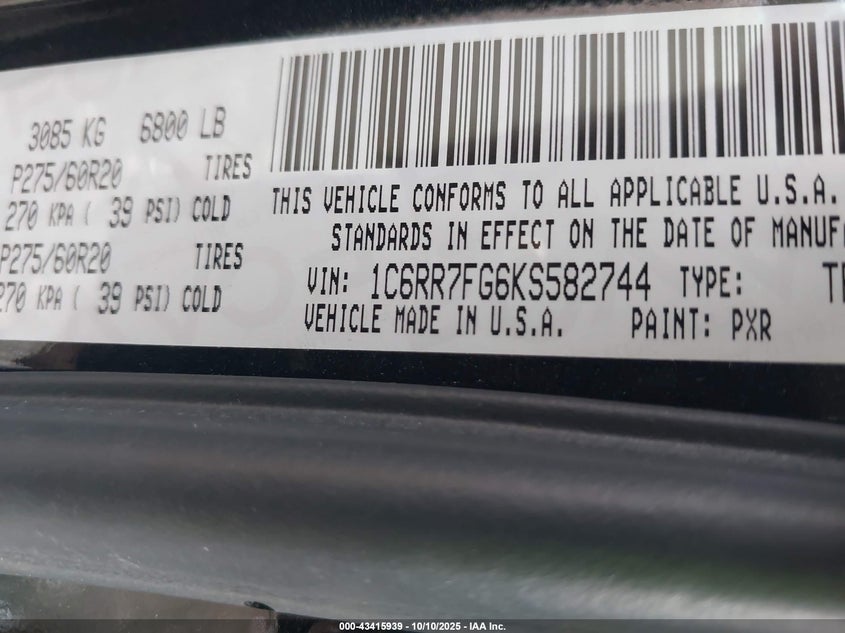 3085 KG 6800 LB
P275/60R20 TIRES
270 KPA ( 39 PSI) COLD
P275/60R20 TIRES
270 KPA ( 39 PSI) COLD
THIS VEHICLE CONFORMS TO ALL APPLICABLE U.S.A.
STANDARDS IN EFFECT ON THE DATE OF MANUFA
VIN: 1C6RR7FG6KS582744 TYPE: 
VEHICLE MADE IN U.S.A. PAINT: PXR
000-43415939 - 10/10/2025 - IAA Inc.